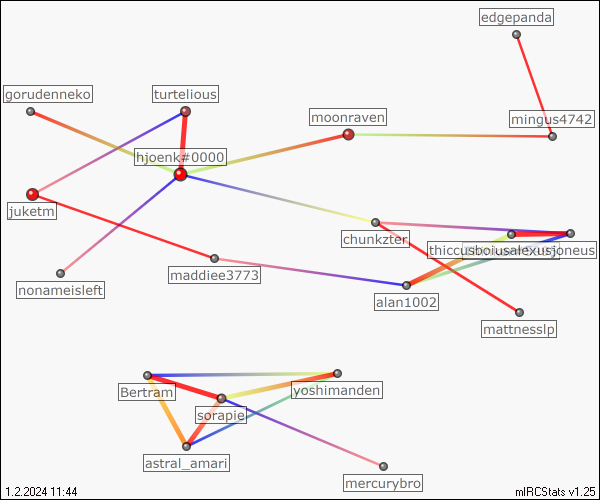 edgepanda
gorudenneko
turtelious
moonraven
mingus4742
hjoenk#0000
juketm
chunkzter
maddiee3773
nonameisleft
alan1002
mattnesslp
Bertram
yoshimanden
sorapie
astral_amari
mercurybro
1.2.2024 11:44
mIRCStats v1.25